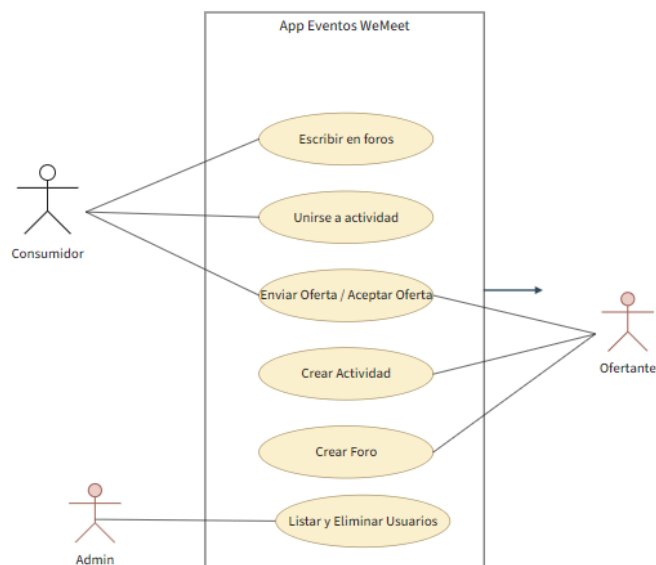 App Eventos WeMeet
Escribir en foros
Unirse a actividad
Consumidor
Enviar Oferta / Aceptar Oferta
Ofertante
Crear Actividad
Crear Foro
Listar y Eliminar Usuarios
Admin